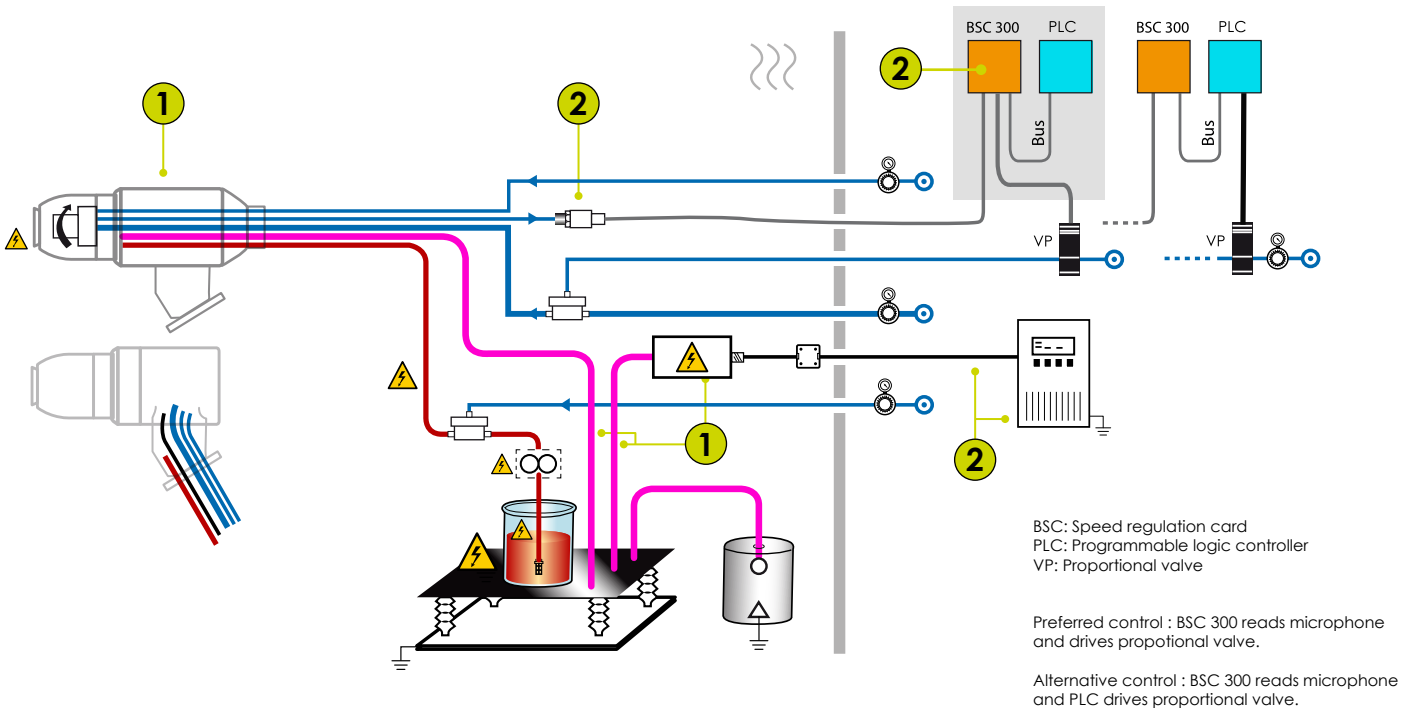 BSC 300
PLC
BSC 300
PLC
2
1
2
Bus
Bus
VP
VP
1
2
BSC: Speed regulation card
PLC: Programmable logic controller
VP: Proportional valve
Preferred control : BSC 300 reads microphone
and drives propotional valve.
Alternative control : BSC 300 reads microphone
and PLC drives proportional valve.